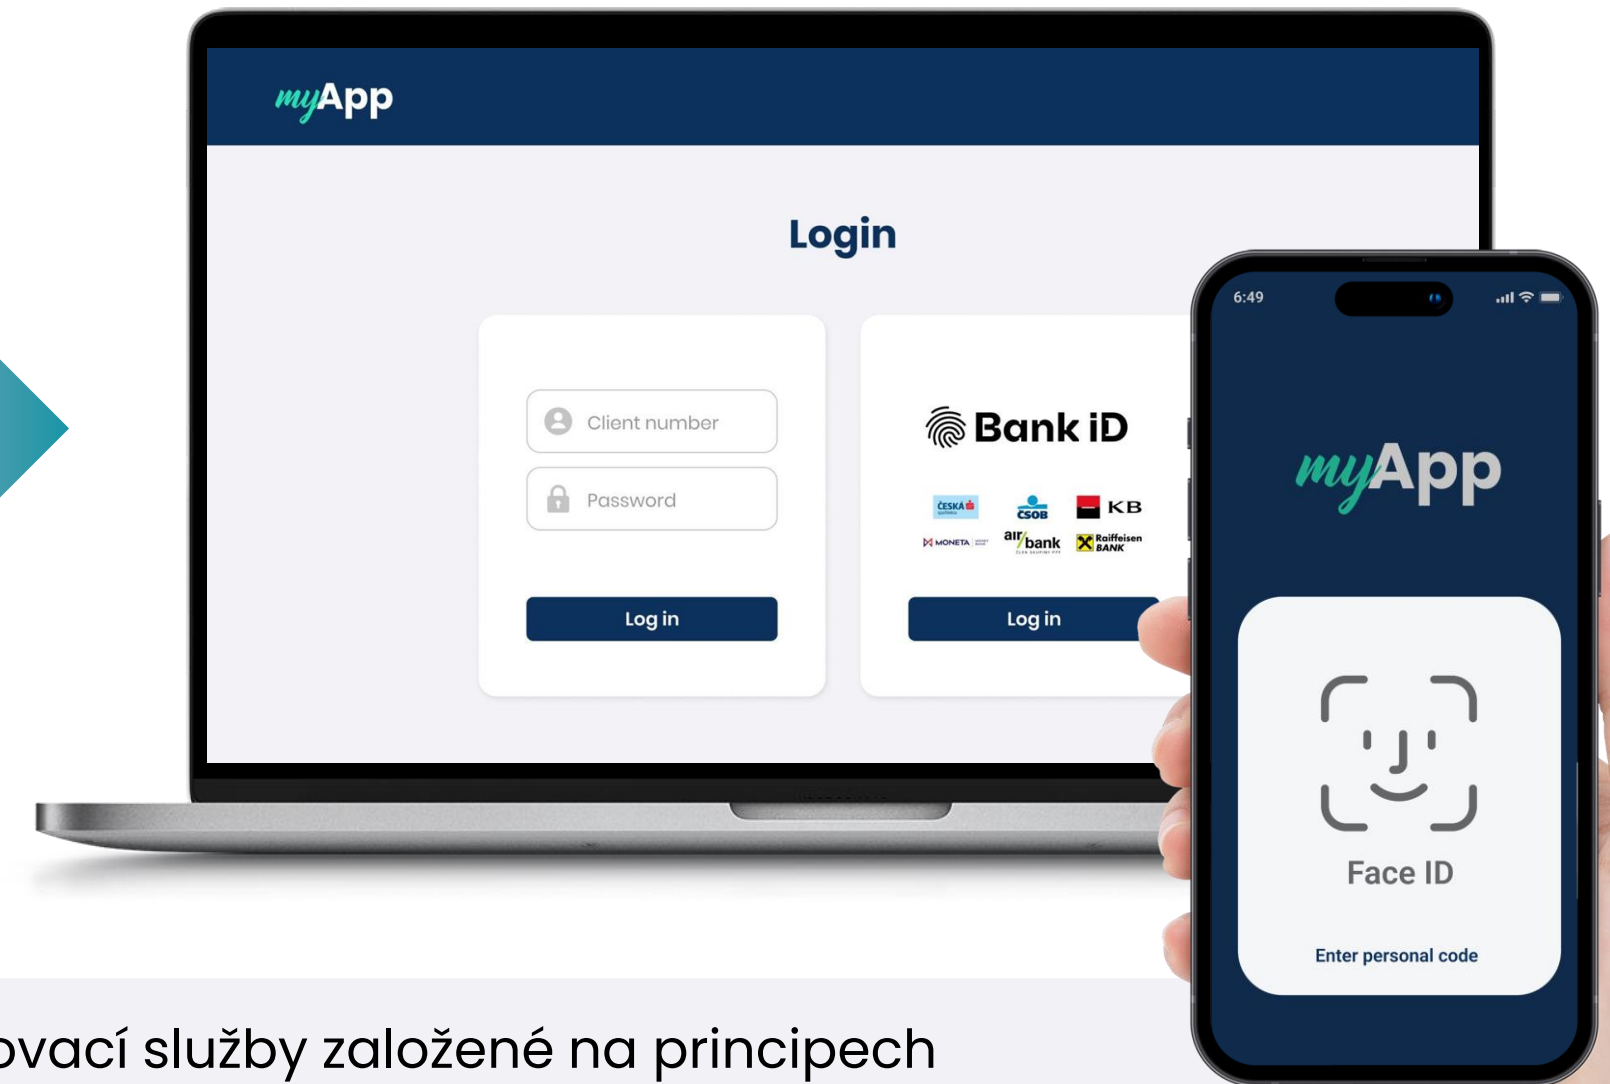 myApp
Login
Client number
Password
Log in
Bank iD
ČESKÁ
ČSOB
KB
MONETA
air bank
Raiffeisen
BANK
Log in
6:49
myApp
Face ID
Enter personal code
ovací služby založené na principech